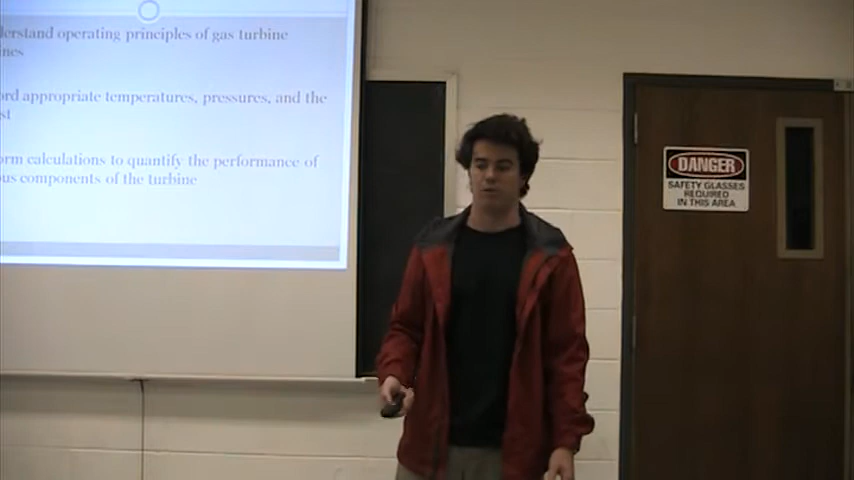 derstand operating principles of gas turbine
ines
ord appropriate temperatures, pressures, and the
st
orm calculations to quantify the performance of
ous components of the turbine
DANGER
SAFETY GLASSES
REQUIRED
IN THIS AREA